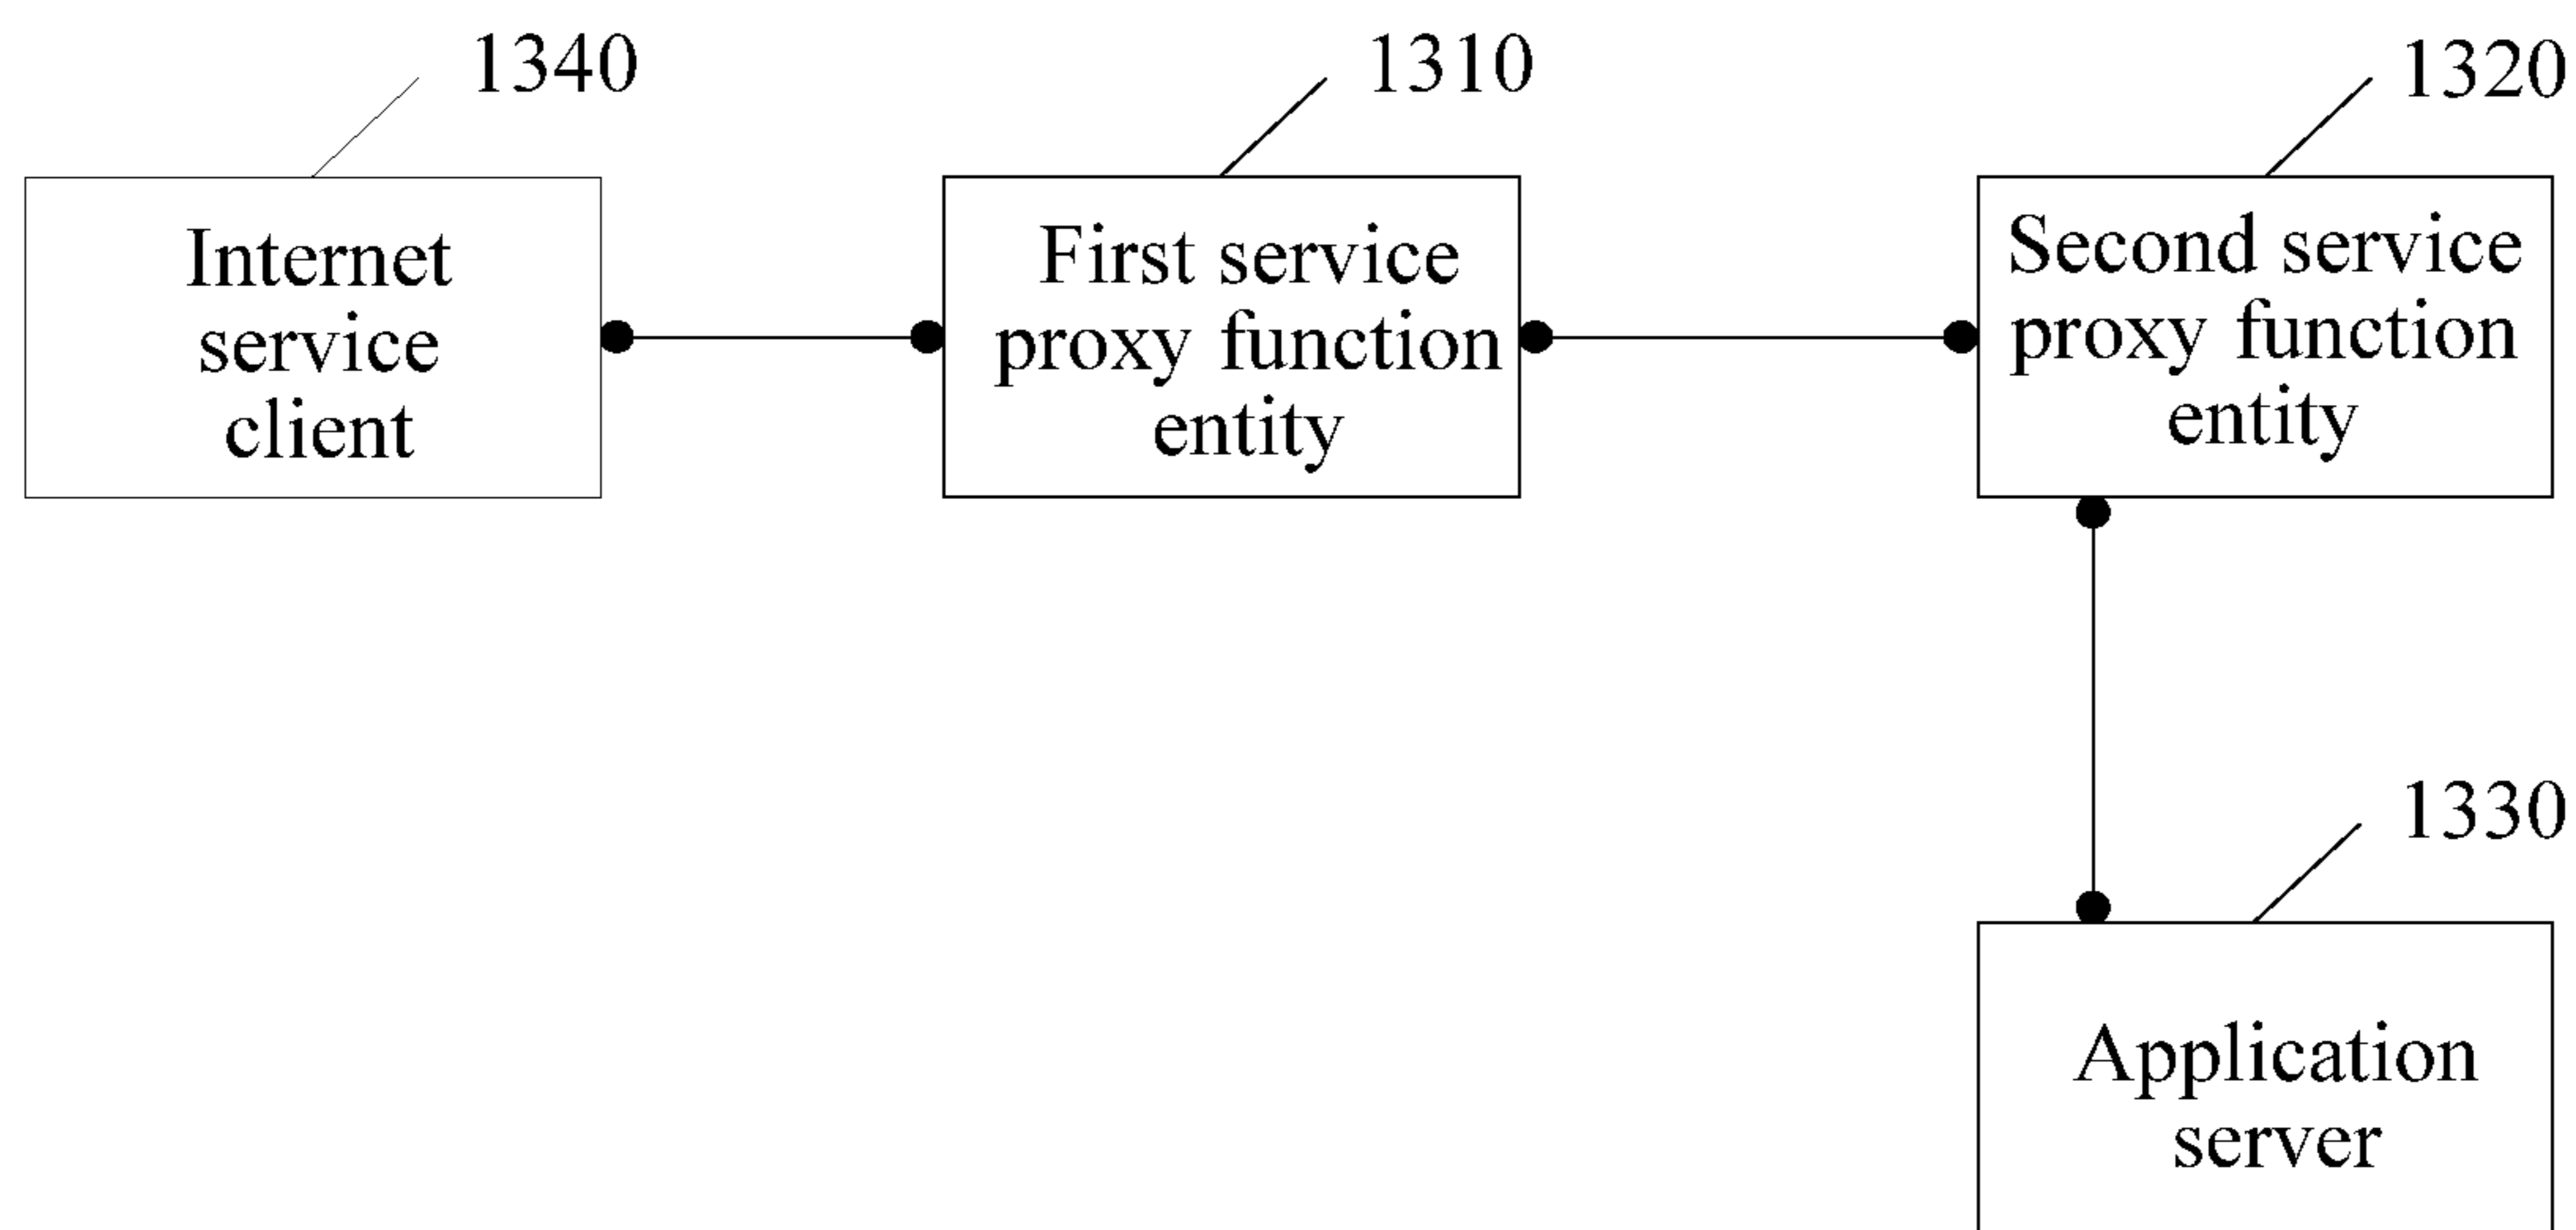 1340
1310
1320
Internet
service
client
First service
proxy function
entity
Second service
proxy function
entity
1330
Application
server